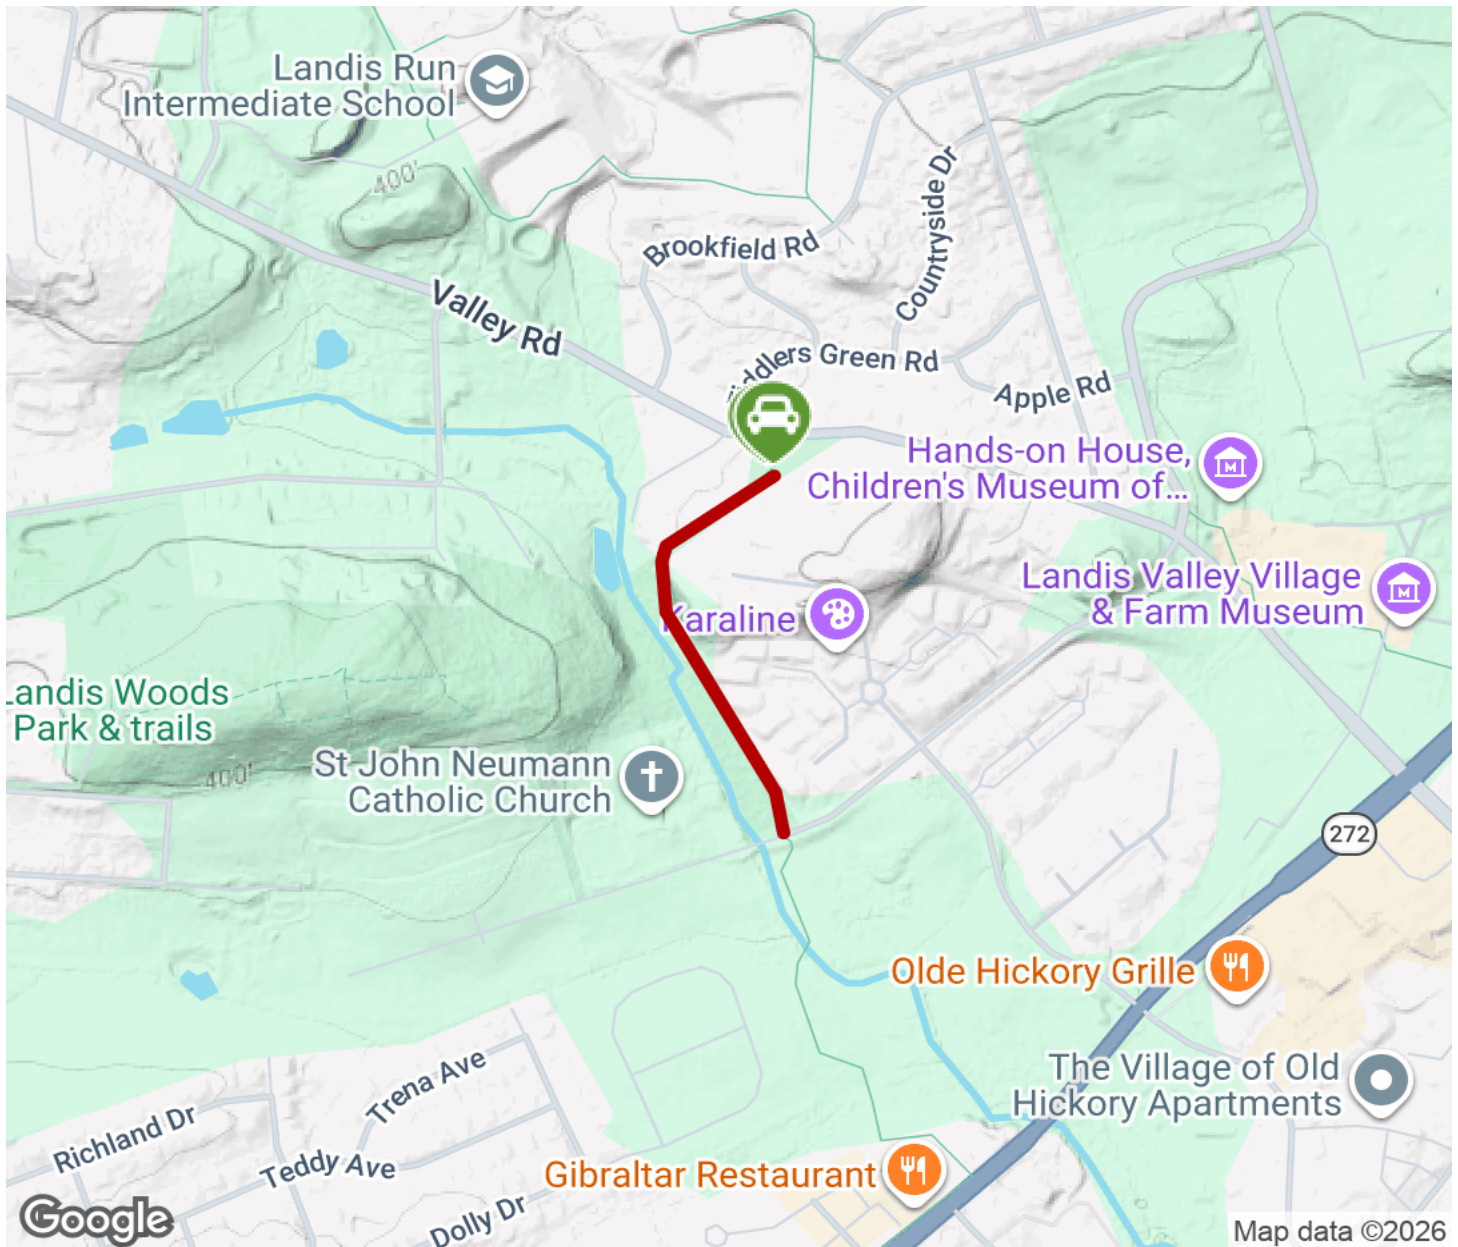 Landis Run
Intermediate School
400'
Countryside Dr
Brookfield Rd
Valley Rd
Fiddlers Green Rd
Apple Rd
Hands-on House,
Children's Museum of...
Landis Valley Village
& Farm Museum
Karaline
Landis Woods
Park & trails
400'
St John Neumann
Catholic Church
272
Olde Hickory Grille
The Village of Old
Hickory Apartments
Trena Ave
Richland Dr
Teddy Ave
Gibraltar Restaurant
Dolly Dr
Google
Map data ©2026